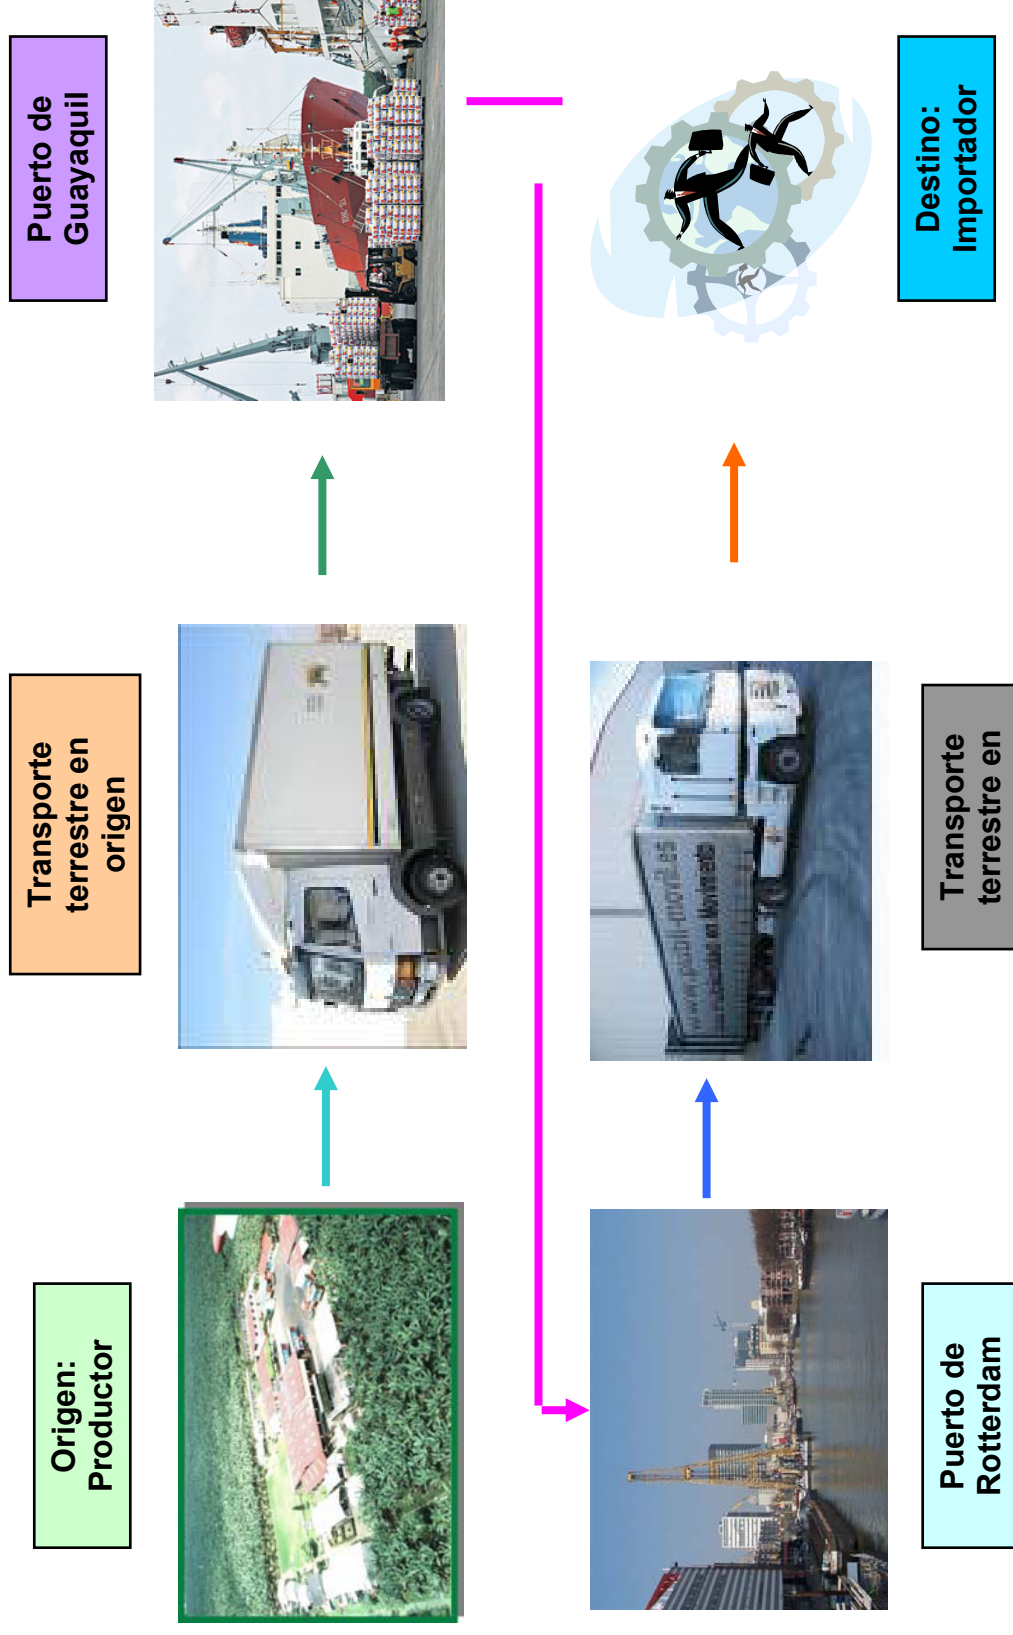 Origen:
Productor
Transporte
terrestre en
origen
Puerto de
Guayaquil
Puerto de
Rotterdam
Transporte
terrestre en
Destino:
Importador